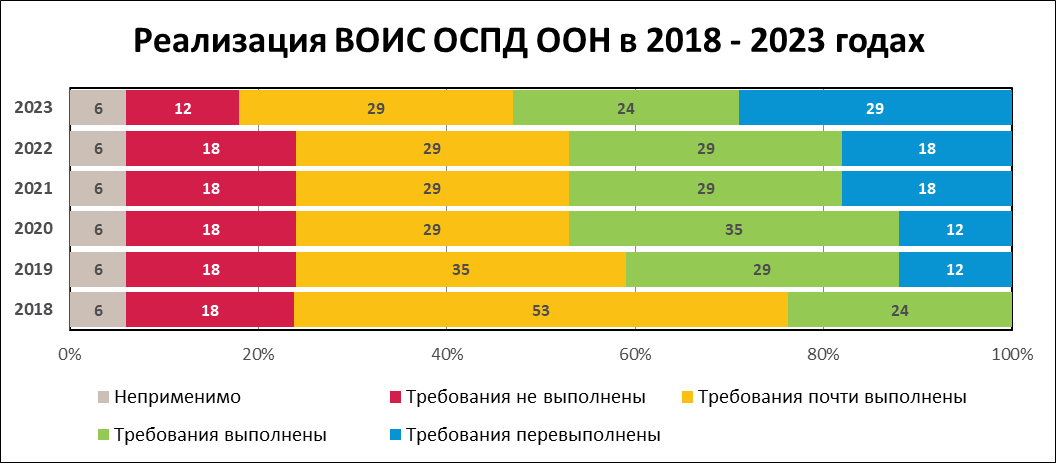 Реализация ВОИС ОСПД ООН в 2018 - 2023 годах
2023 6 12 29 24 29
2022 6 18 29 29 18
2021 6 18 29 29 18
2020 6 18 29 35 12
2019 6 18 35 29 12
2018 6 18 53 24
0% 20% 40% 60% 80% 100%
Неприменимо Требования не выполнены Требования почти выполнены
Требования выполнены Требования перевыполнены